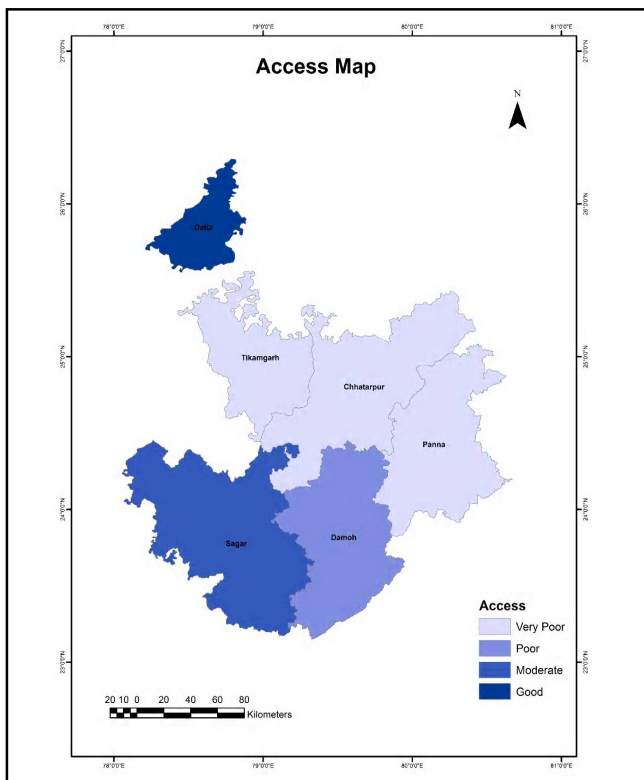 78°0'0"E 79°0'0"E 80°0'0"E 81°0'0"E
Access Map
N
27°0'0"N 27°0'0"N
26°0'0"N 26°0'0"N
Datia
25°0'0"N 25°0'0"N
Tikamgarh
Chhatarpur
Panna
24°0'0"N 24°0'0"N
Sagar
Damoh
Access
Very Poor
Poor
Moderate
Good
23°0'0"N 23°0'0"N
20 10 0 20 40 60 80
Kilometers
78°0'0"E 79°0'0"E 80°0'0"E 81°0'0"E